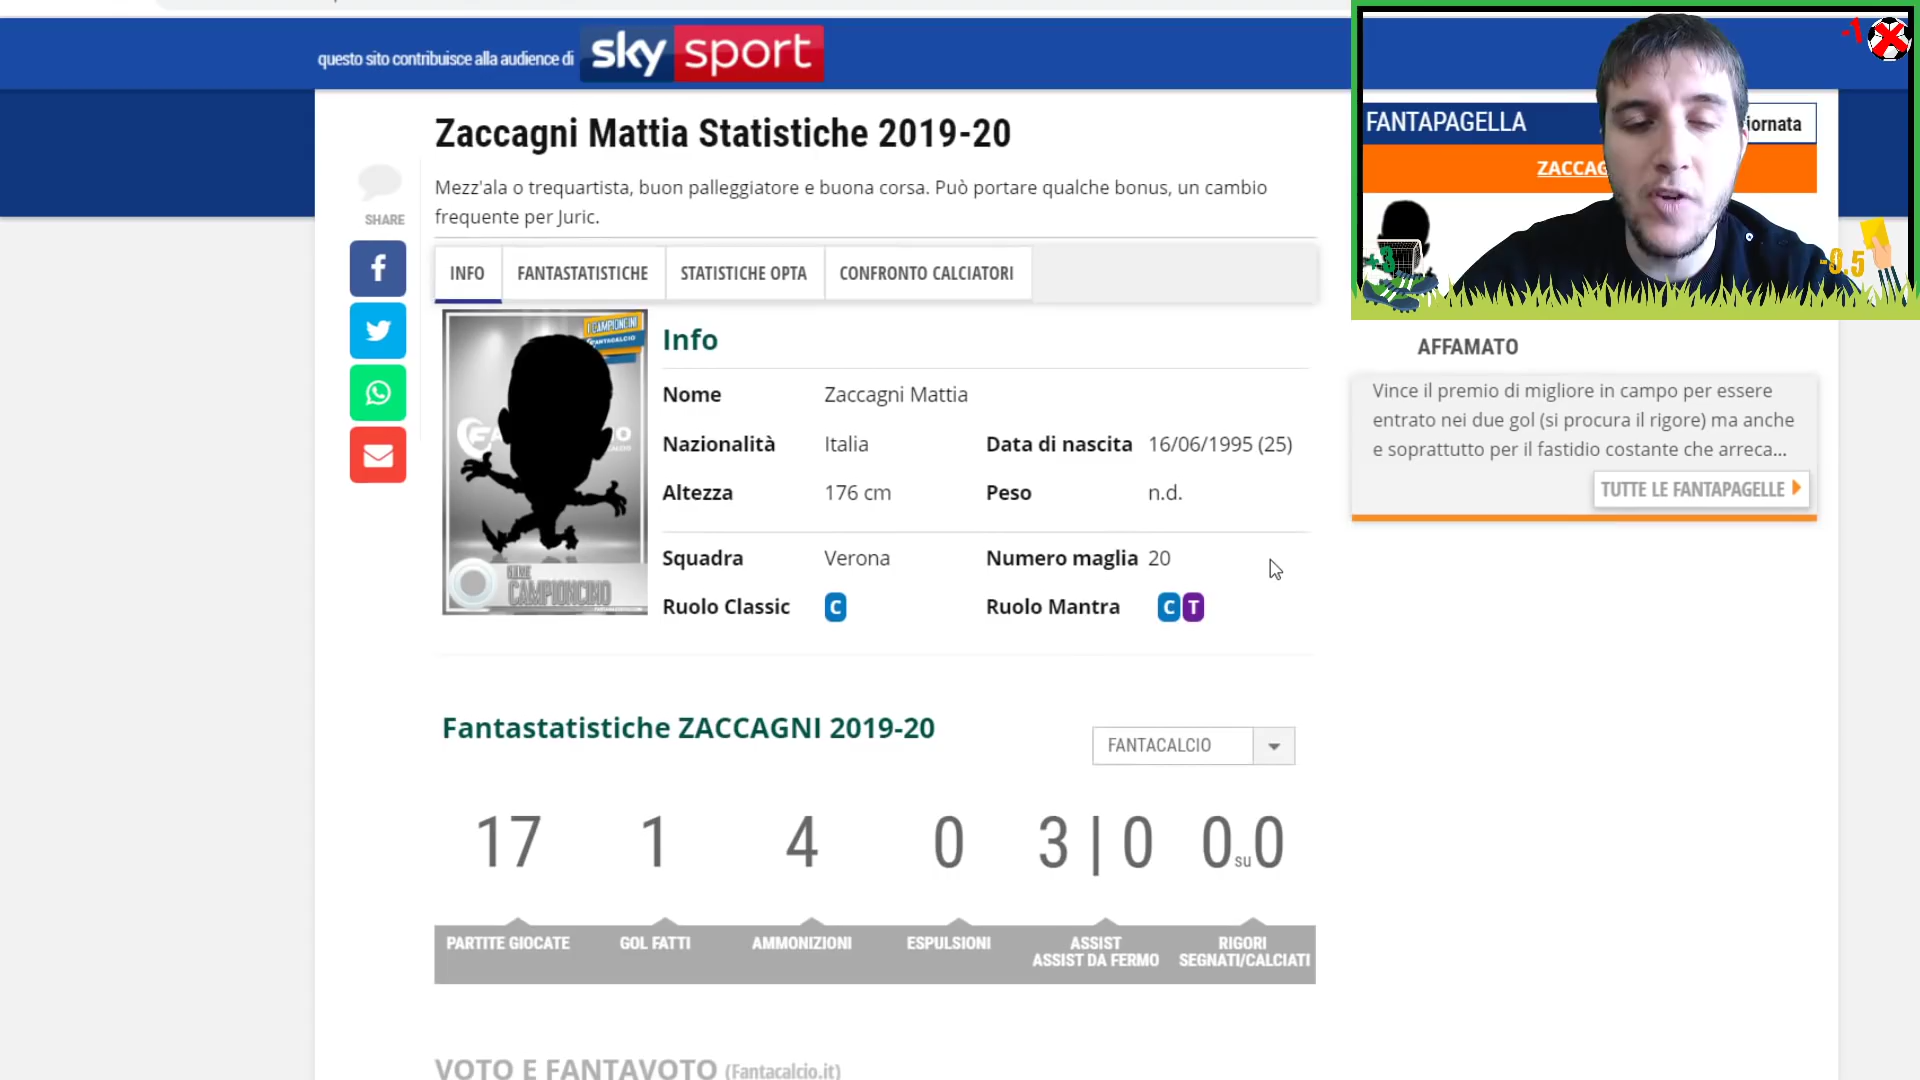 questo sito contribuisce alla audience di sky sport
Zaccagni Mattia Statistiche 2019-20
Mezz'ala o trequartista, buon palleggiatore e buona corsa. Può portare qualche bonus, un cambio
frequente per Juric.
SHARE
INFO FANTASTATISTICHE STATISTICHE OPTA CONFRONTO CALCIATORI
I CAMPIONCINI
FANTACALCIO
NOME
CAMPIONCINO
Info
Nome Zaccagni Mattia
Nazionalità Italia Data di nascita 16/06/1995 (25)
Altezza 176 cm Peso n.d.
Squadra Verona Numero maglia 20
Ruolo Classic C Ruolo Mantra C T
Fantastatistiche ZACCAGNI 2019-20
FANTACALCIO
17 1 4 0 3 | 0 0 su 0
PARTITE GIOCATE GOL FATTI AMMONIZIONI ESPULSIONI ASSIST RIGORI
ASSIST DA FERMO SEGNATI/CALCIATI
VOTO E FANTAVOTO (Fantacalcio.it)
-1
FANTAPAGELLA iornata
ZACCAG
+3
-0.5
AFFAMATO
Vince il premio di migliore in campo per essere
entrato nei due gol (si procura il rigore) ma anche
e soprattutto per il fastidio costante che arreca...
TUTTE LE FANTAPAGELLE